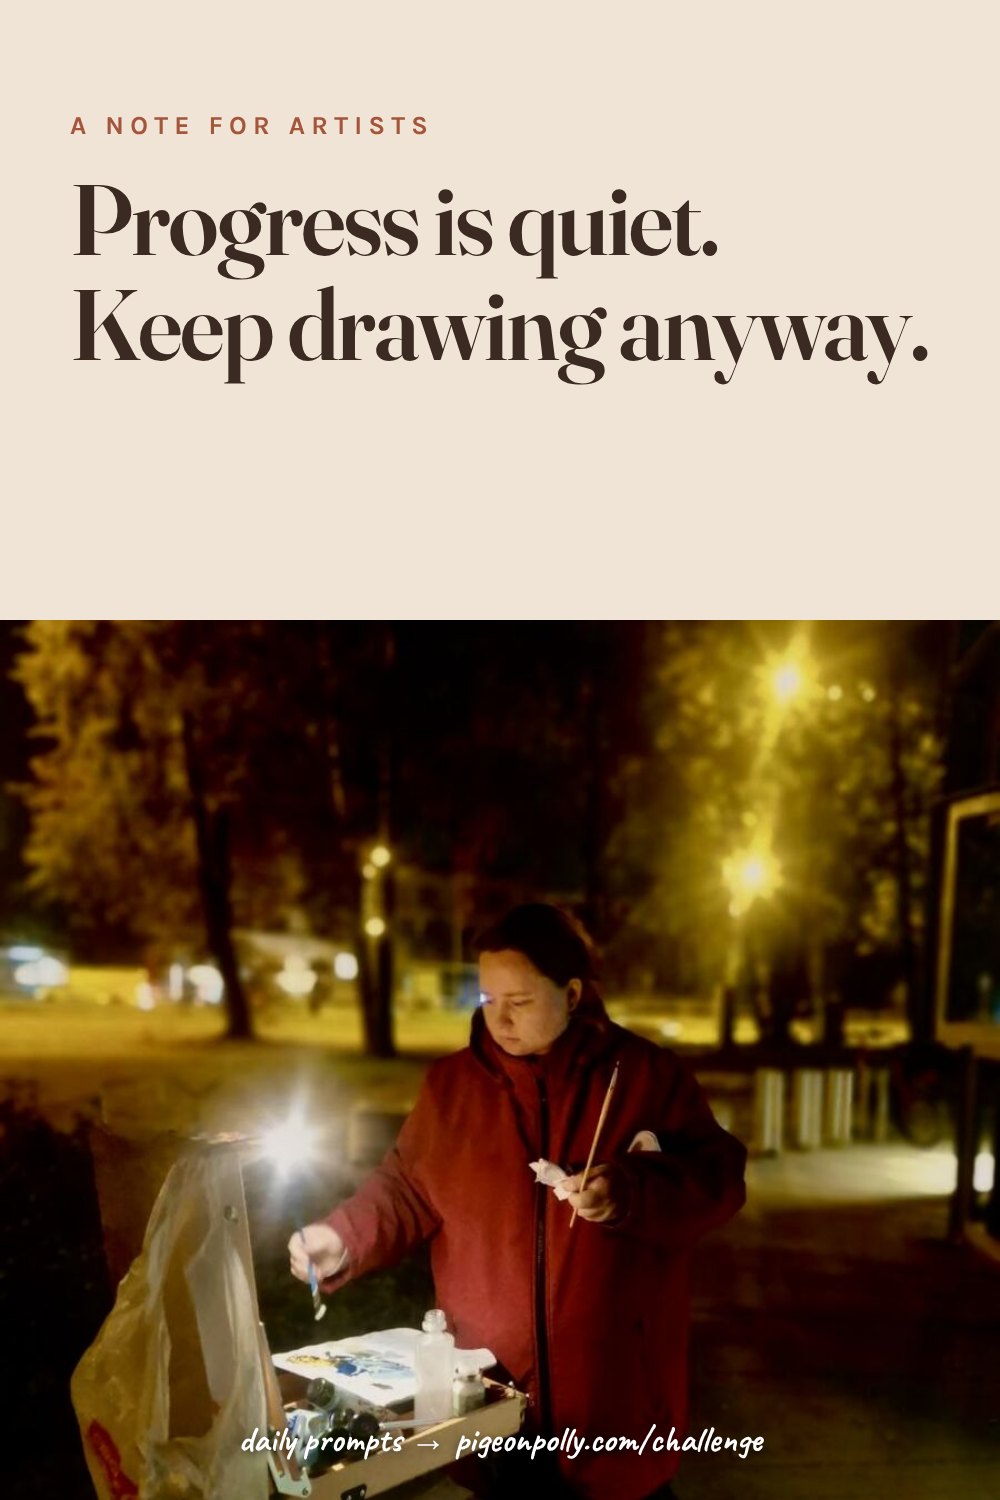 A NOTE FOR ARTISTS
Progress is quiet.
Keep drawing anyway.
daily prompts → pigeonpolly.com/challenge